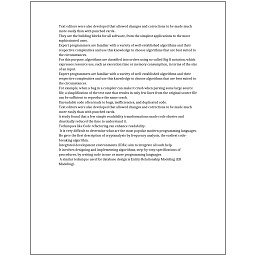 Text editors were also developed that allowed changes and corrections to be made much
more easily than with punched cards.
They are the building blocks for all software, from the simplest applications to the most
sophisticated ones.
Expert programmers are familiar with a variety of well-established algorithms and their
respective complexities and use this knowledge to choose algorithms that are best suited to
the circumstances.
For this purpose algorithms are classified into orders using so-called Big O notation, which
expresses resource use, such as execution time or memory consumption, in terms of the size
of an input.
Expert programmers are familiar with a variety of well-established algorithms and their
respective complexities and use this knowledge to choose algorithms that are best suited to
the circumstances.
For example, when a bug in a compiler can make it crash when parsing some large source
file, a simplification of the test case that results in only few lines from the original source file
can be sufficient to reproduce the same crash.
Unreadable code often leads to bugs, inefficiencies, and duplicated code.
Text editors were also developed that allowed changes and corrections to be made much
more easily than with punched cards.
A study found that a few simple readability transformations made code shorter and
drastically reduced the time to understand it.
Techniques like Code refactoring can enhance readability.
It is very difficult to determine what are the most popular modern programming languages.
He gave the first description of cryptanalysis by frequency analysis, the earliest code-
breaking algorithm.
Integrated development environments (IDEs) aim to integrate all such help.
It involves designing and implementing algorithms, step-by-step specifications of
procedures, by writing code in one or more programming languages.
A similar technique used for database design is Entity-Relationship Modeling (ER
Modeling).